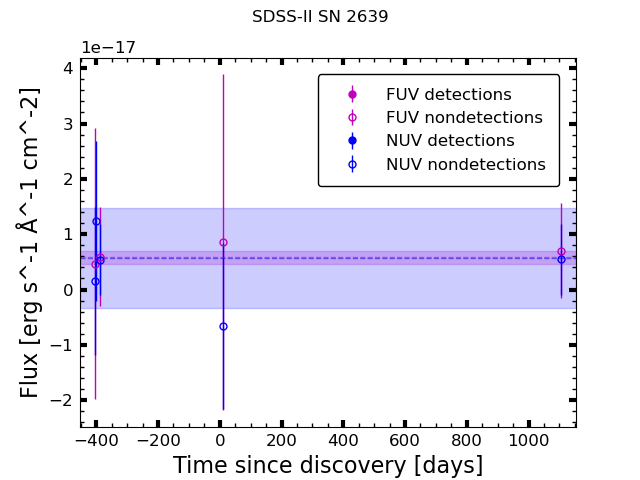 SDSS-II SN 2639
1e−17
FUV detections
FUV nondetections
NUV detections
NUV nondetections
4
3
2
1
0
−1
−2
Flux [erg s^-1 Å^-1 cm^-2]
−400 −200 0 200 400 600 800 1000
Time since discovery [days]